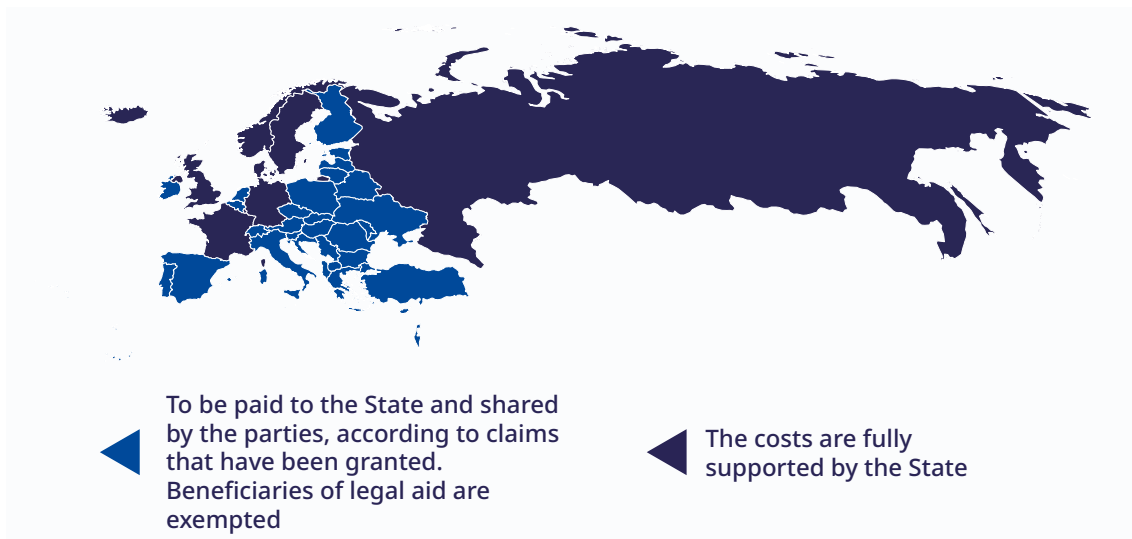 To be paid to the State and shared
by the parties, according to claims
that have been granted.
Beneficiaries of legal aid are
exempted
The costs are fully
supported by the State